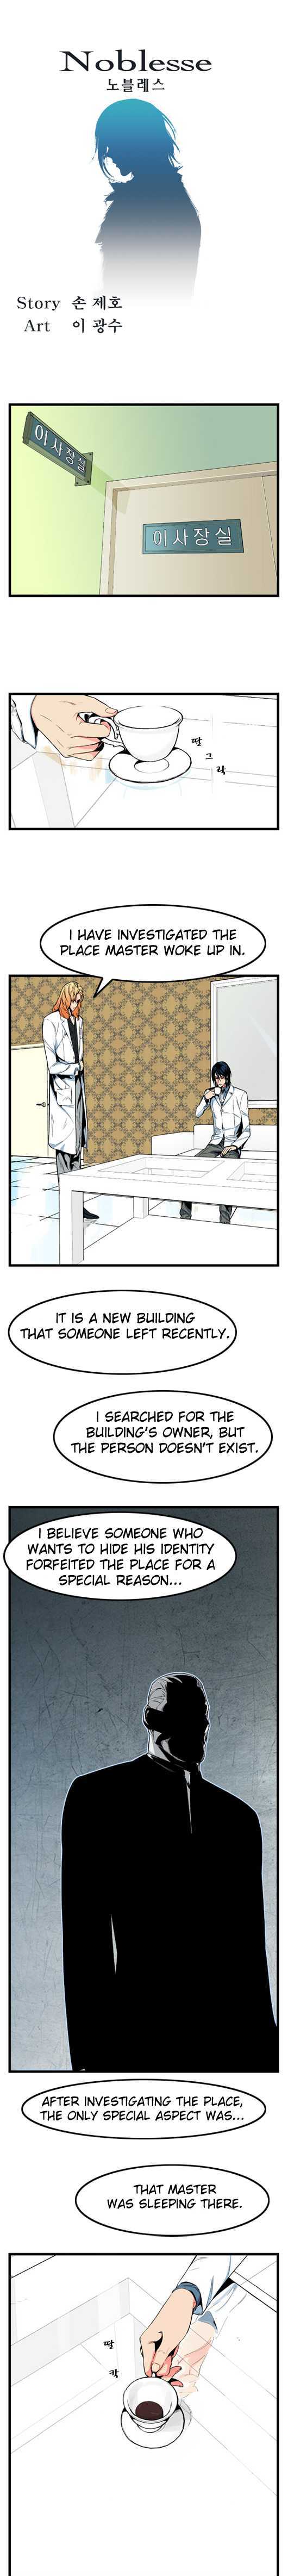 Noblesse
노블레스
Story 손 제호
Art 이 광수
이사장실
이사장실
딸
그
락
I HAVE INVESTIGATED THE
PLACE MASTER WOKE UP IN.
IT IS A NEW BUILDING
THAT SOMEONE LEFT RECENTLY.
I SEARCHED FOR THE
BUILDING'S OWNER, BUT
THE PERSON DOESN'T EXIST.
I BELIEVE SOMEONE WHO
WANTS TO HIDE HIS IDENTITY
FORFEITED THE PLACE FOR A
SPECIAL REASON...
AFTER INVESTIGATING THE PLACE,
THE ONLY SPECIAL ASPECT WAS...
THAT MASTER
WAS SLEEPING THERE.
딸
칵